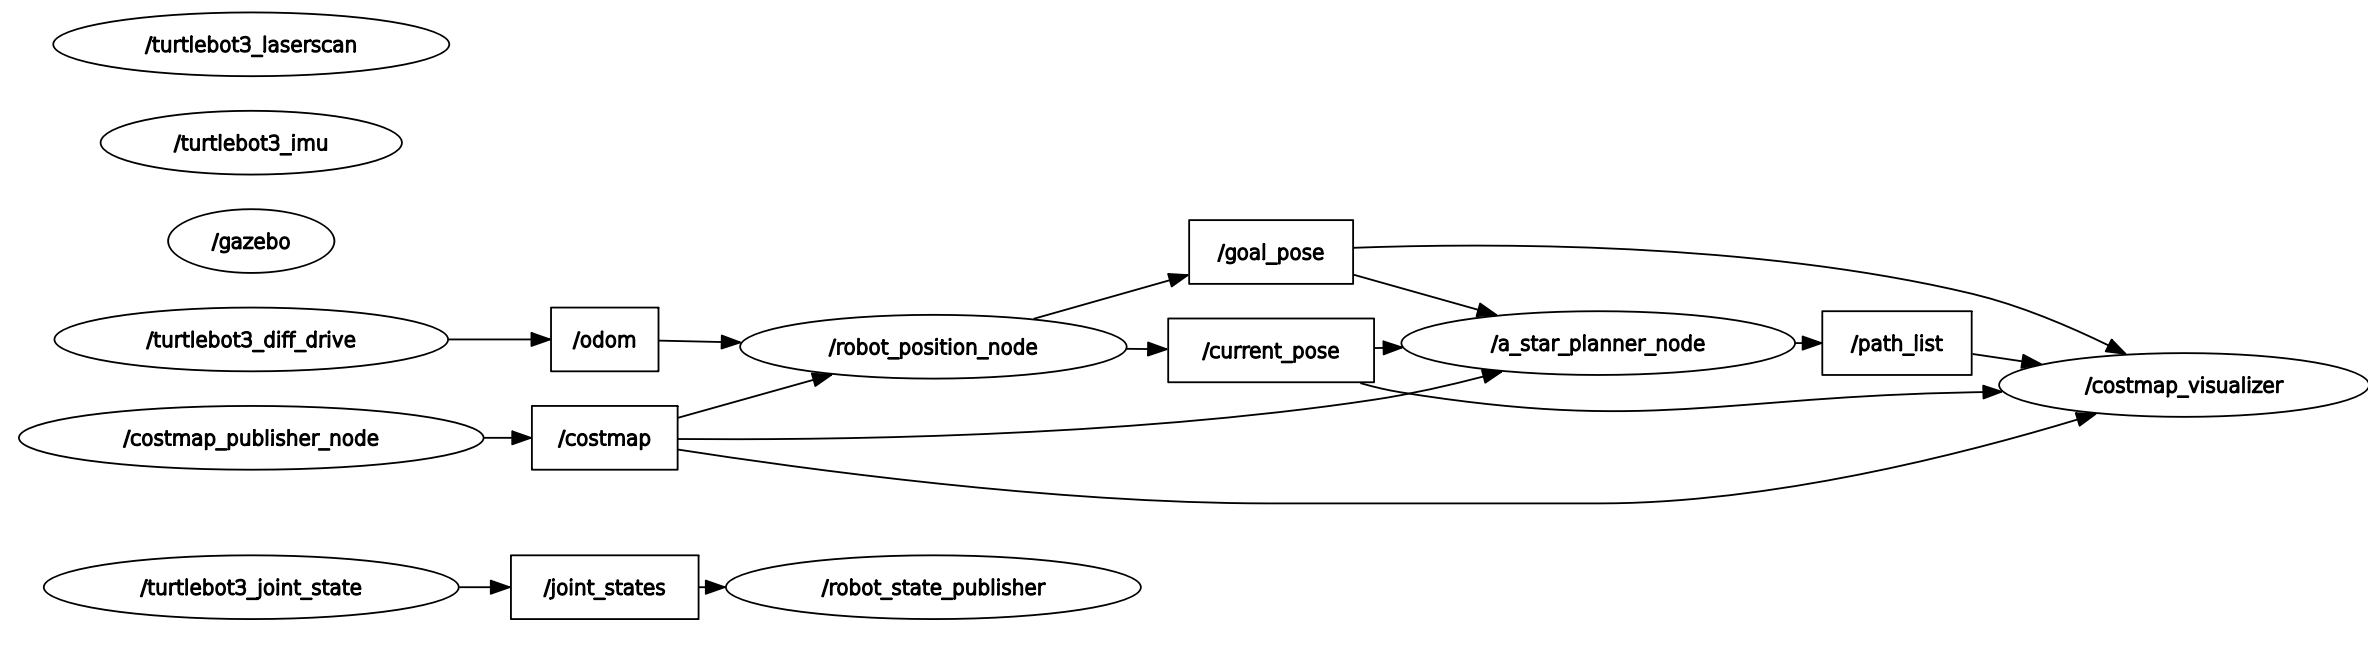 /turtlebot3_laserscan
/turtlebot3_imu
/gazebo
/goal_pose
/turtlebot3_diff_drive
/odom
/robot_position_node
/current_pose
/a_star_planner_node
/path_list
/costmap_visualizer
/costmap_publisher_node
/costmap
/turtlebot3_joint_state
/joint_states
/robot_state_publisher